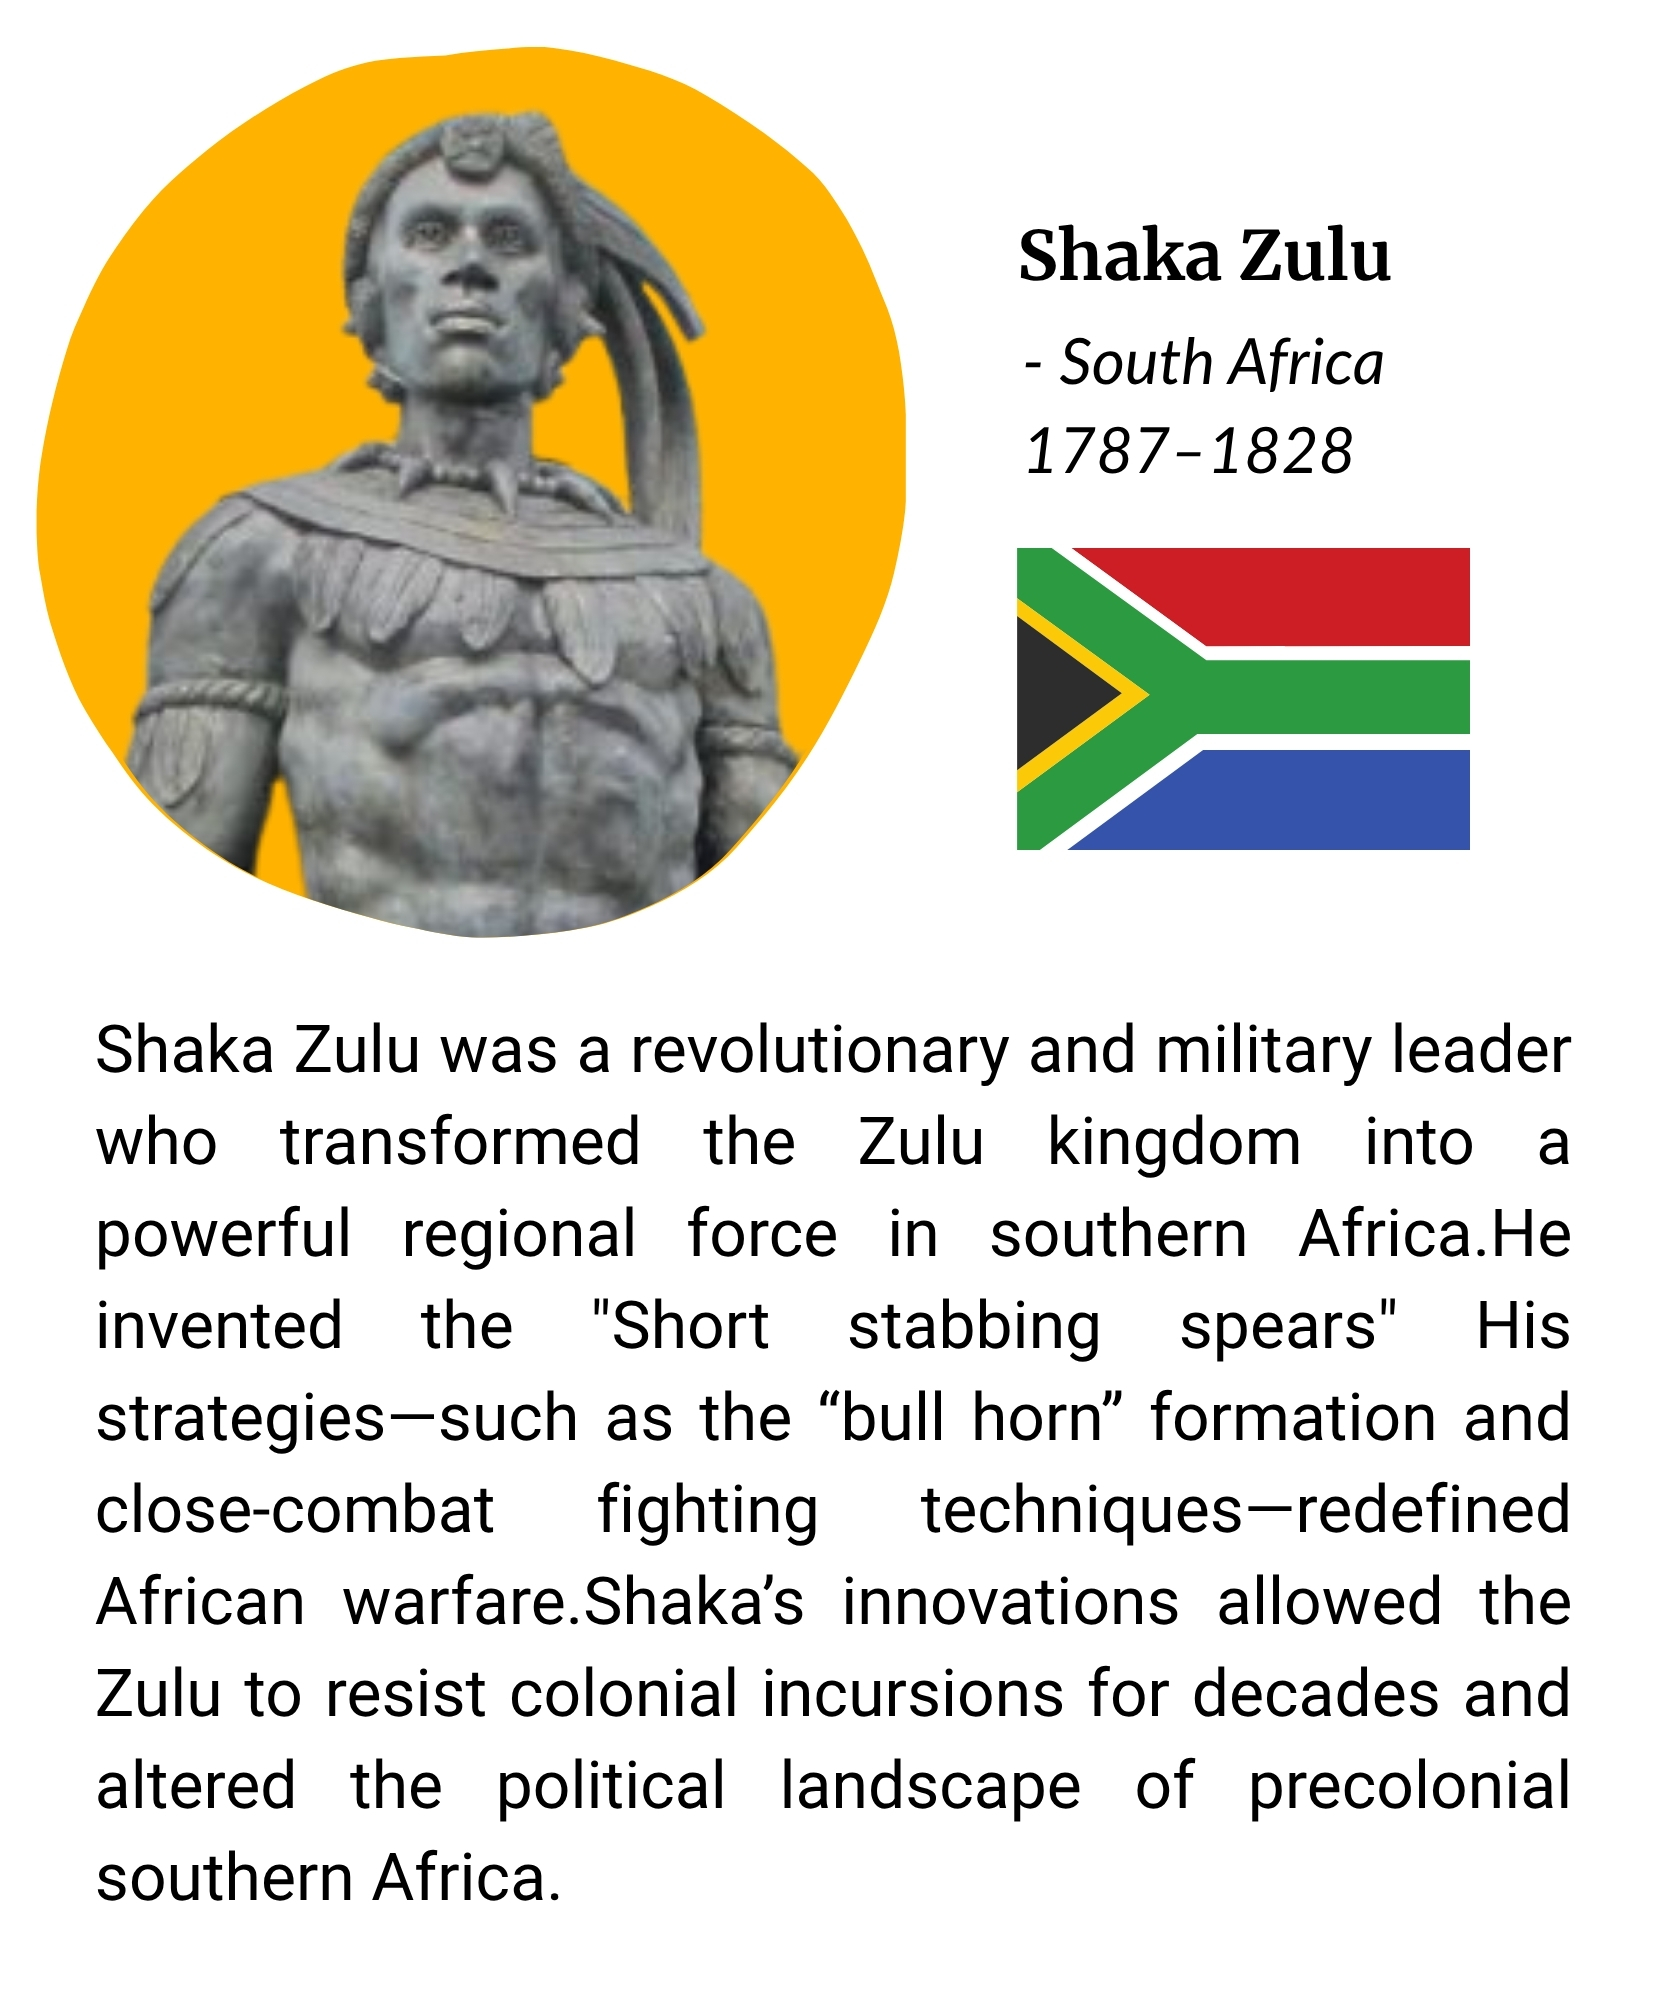 Shaka Zulu
- South Africa
1787–1828
Shaka Zulu was a revolutionary and military leader
who transformed the Zulu kingdom into a
powerful regional force in southern Africa.He
invented the "Short stabbing spears" His
strategies—such as the “bull horn” formation and
close-combat fighting techniques—redefined
African warfare.Shaka’s innovations allowed the
Zulu to resist colonial incursions for decades and
altered the political landscape of precolonial
southern Africa.